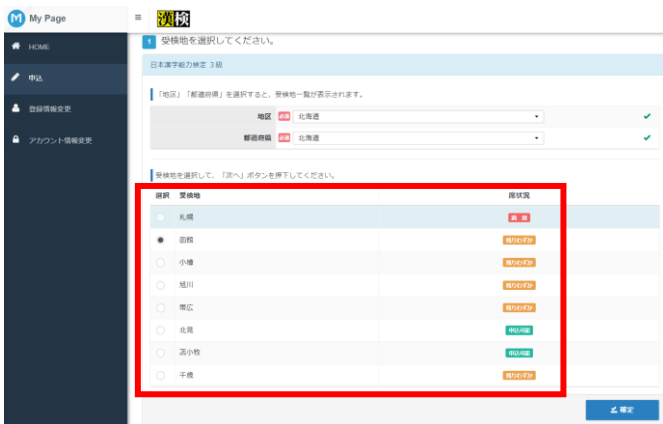 My Page
漢検
HOME
申込
登録情報変更
アカウント情報変更
1 受検地を選択してください。
日本漢字能力検定 3級
「地区」「都道府県」を選択すると、受検地一覧が表示されます。
地区 必須 北海道
都道府県 必須 北海道
受検地を選択して、「次へ」ボタンを押下してください。
選択 受検地 席状況
札幌 満 席
函館 残りわずか
小樽 残りわずか
旭川 残りわずか
帯広 残りわずか
北見 申込可能
苫小牧 申込可能
千歳 残りわずか
確定